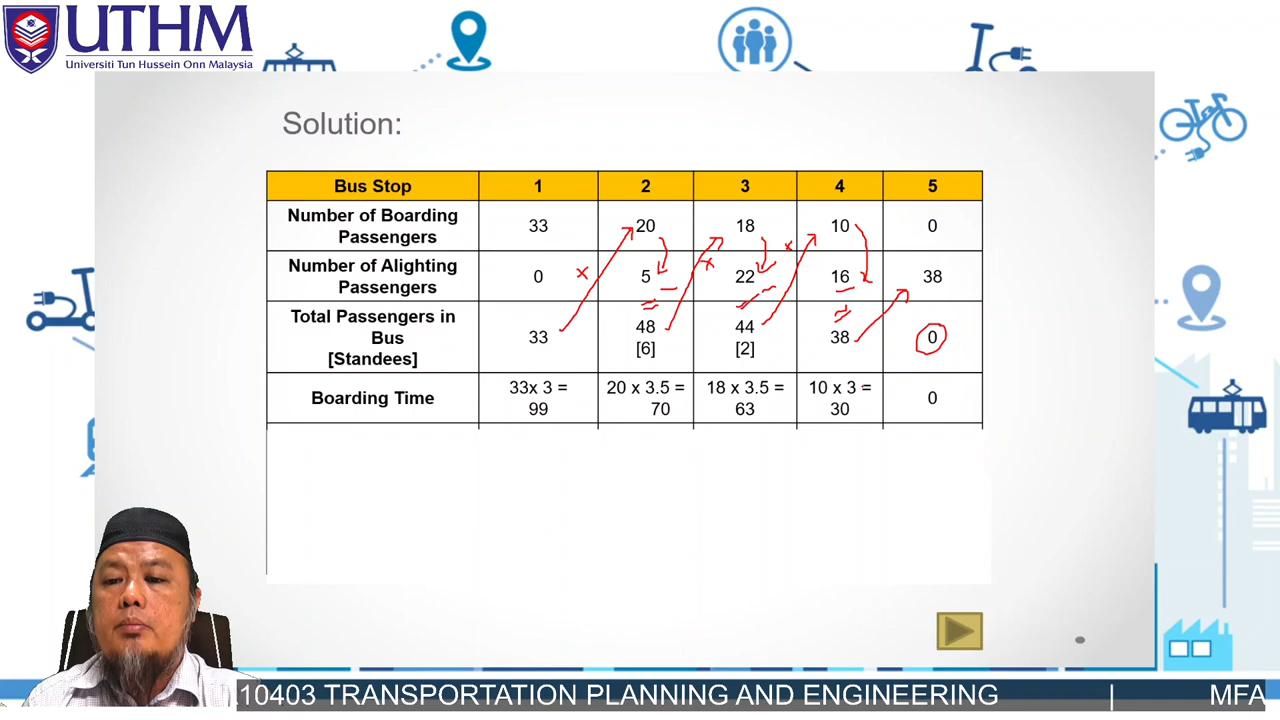 UTHM
Universiti Tun Hussein Onn Malaysia
Solution:
Bus Stop 1 2 3 4 5
Number of Boarding
Passengers 33 20 18 10 0
Number of Alighting
Passengers 0 5 22 16 38
Total Passengers in
Bus
[Standees] 33 48 44 38 0
[6] [2]
Boarding Time 33x 3 = 20 x 3.5 = 18 x 3.5 = 10 x 3 = 0
99 70 63 30
10403 TRANSPORTATION PLANNING AND ENGINEERING | MFA